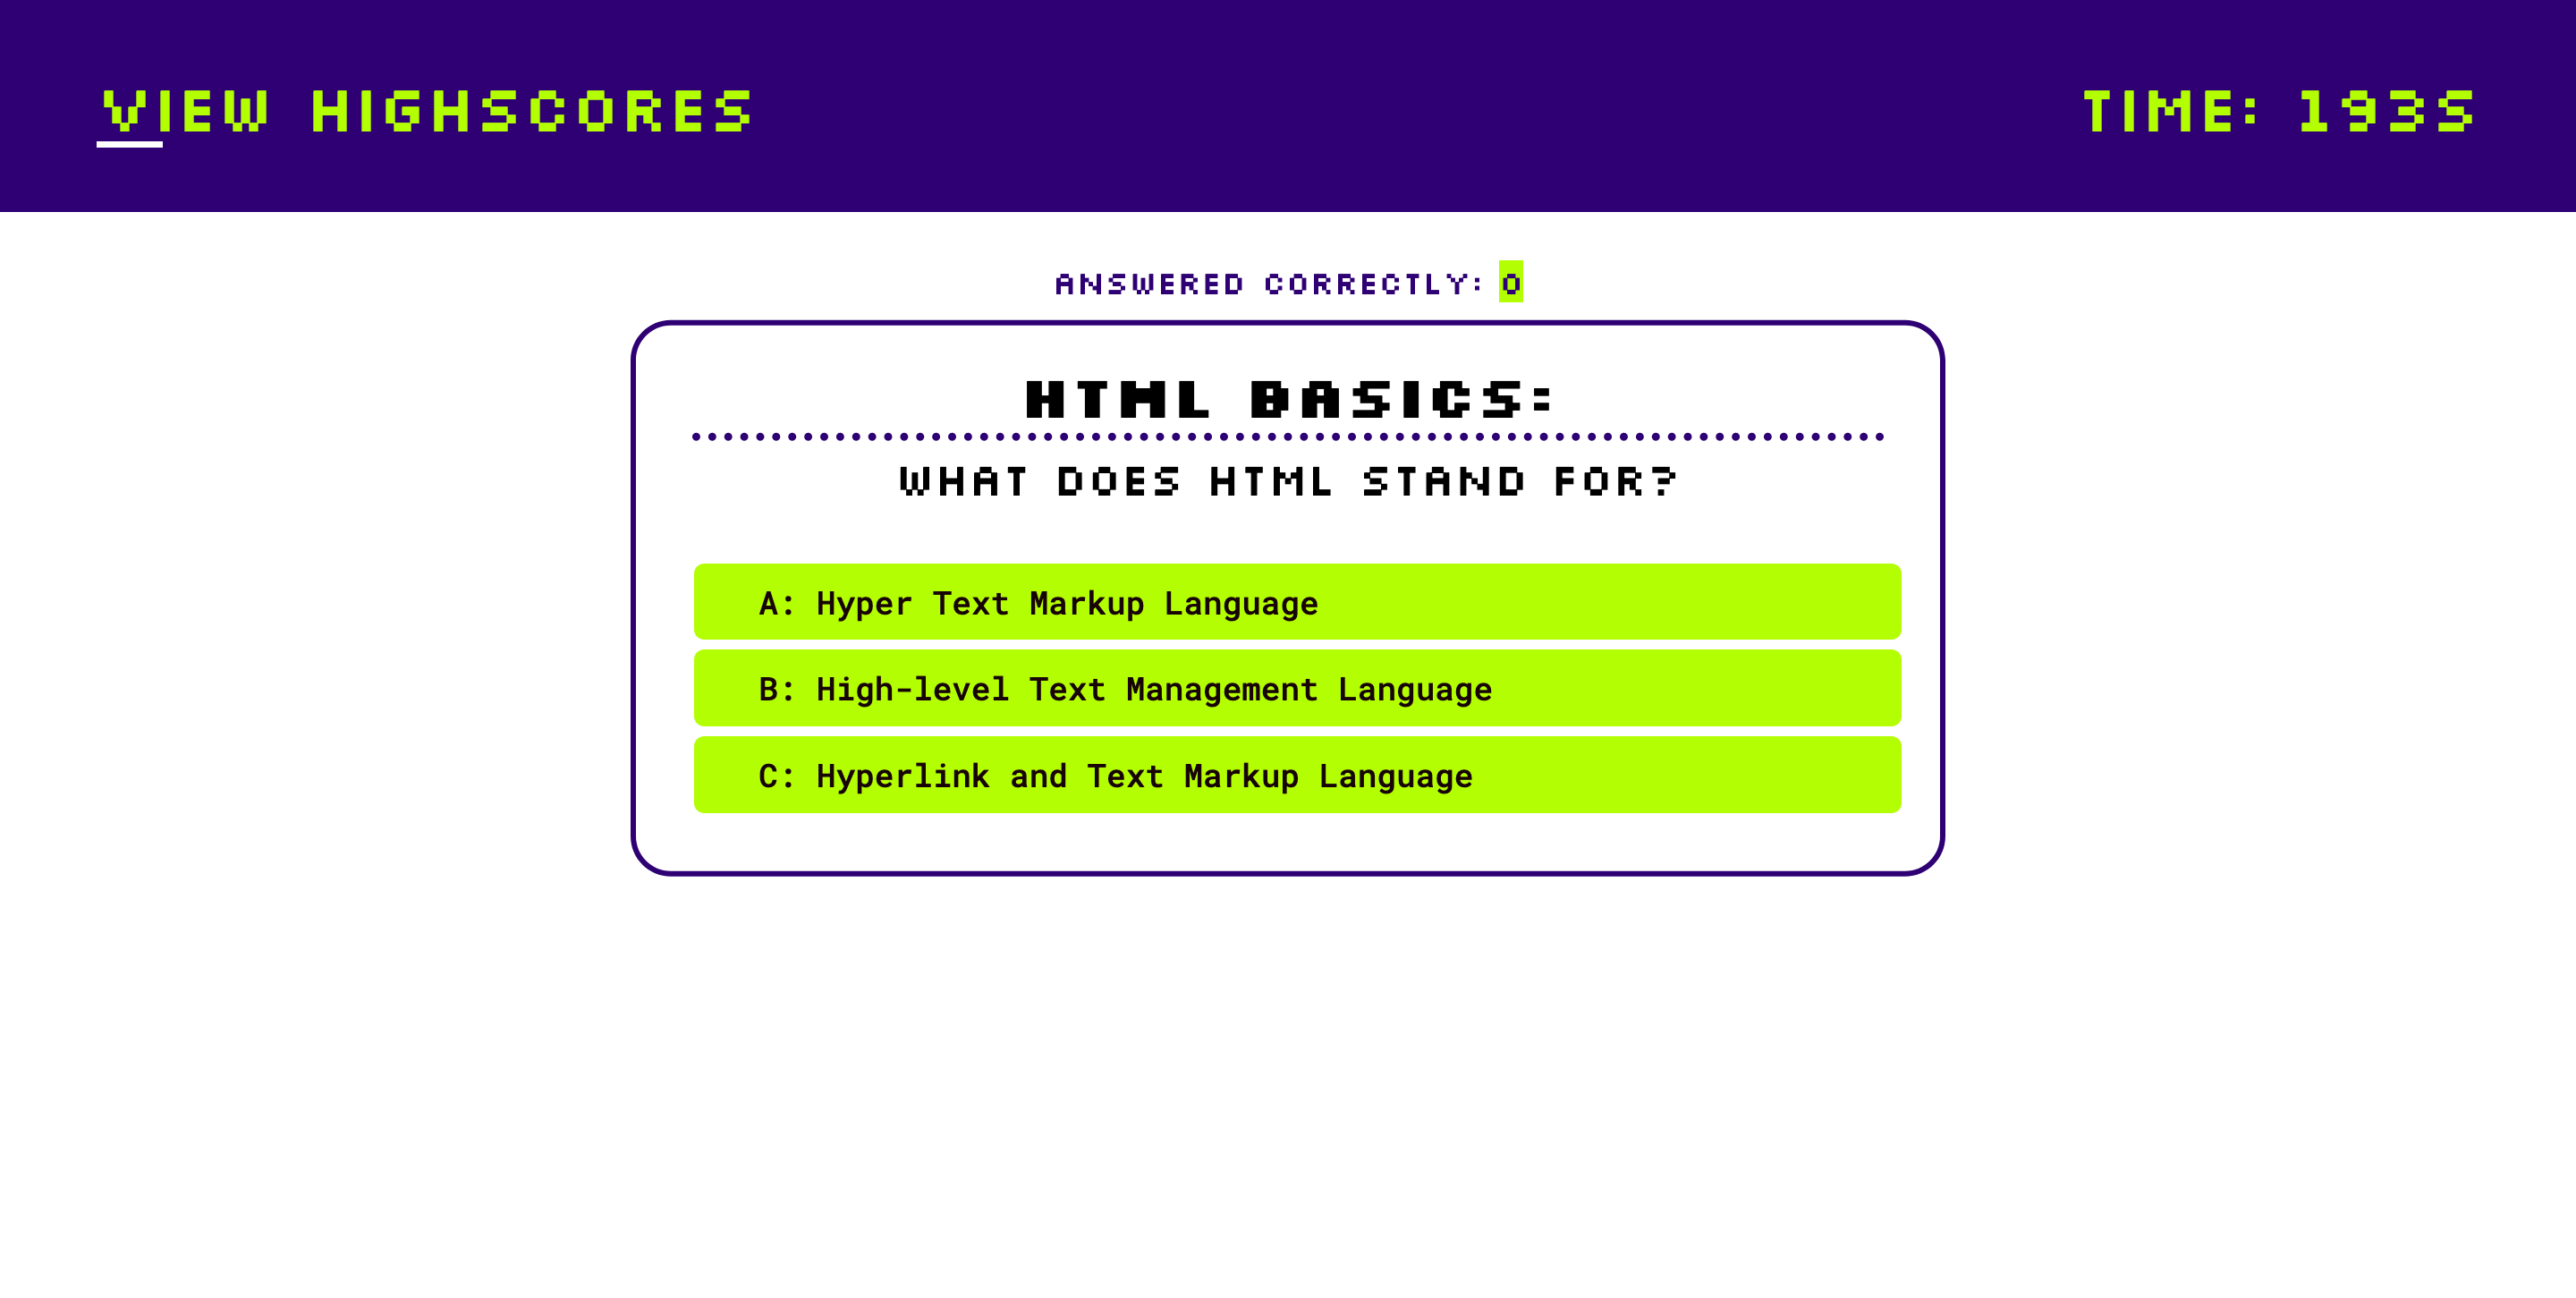 VIEW HIGHSCORES
TIME: 193S
ANSWERED CORRECTLY: 0
HTML BASICS:
WHAT DOES HTML STAND FOR?
A: Hyper Text Markup Language
B: High-level Text Management Language
C: Hyperlink and Text Markup Language